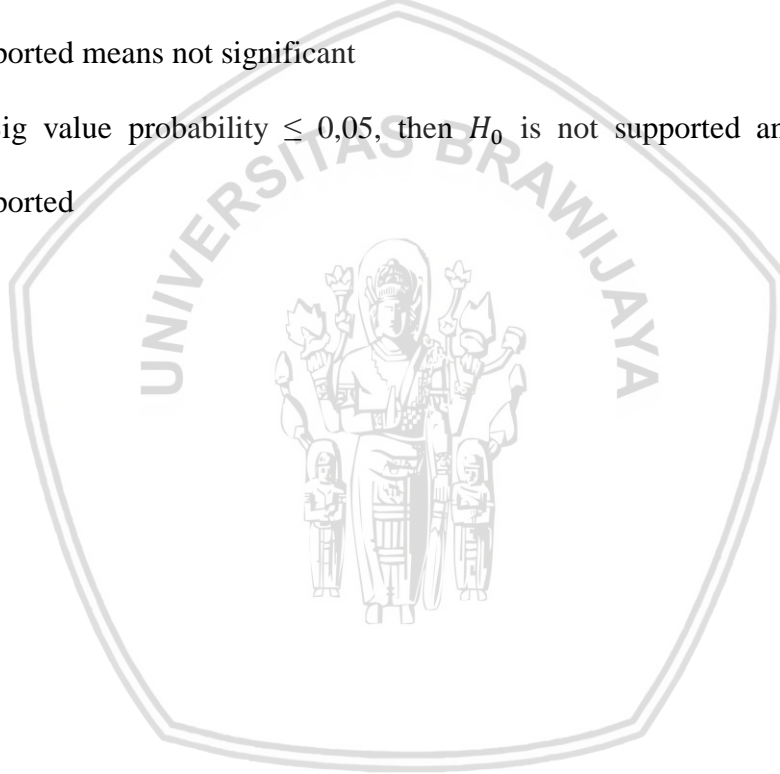 ported means not significant
ig value probability ≤ 0,05, then H₀ is not supported an
ported
UNIVERSITAS BRAWIJAYA